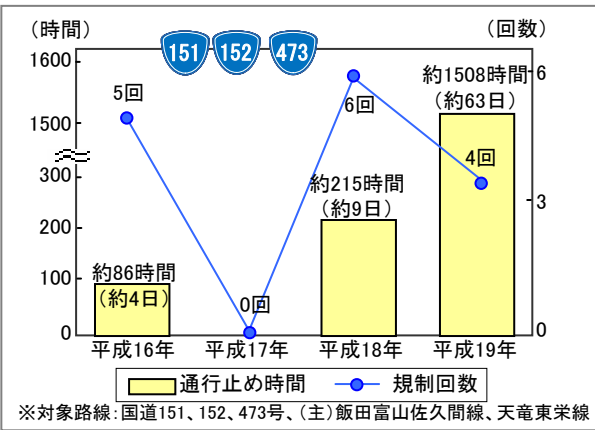 (時間)
(回数)
151 152 473
1600
1500
300
200
100
0
6
3
0
5回
0回
6回
4回
約86時間
(約4日)
約215時間
(約9日)
約1508時間
(約63日)
平成16年 平成17年 平成18年 平成19年
通行止め時間 規制回数
※対象路線:国道151、152、473号、(主)飯田富山佐久間線、天竜東栄線